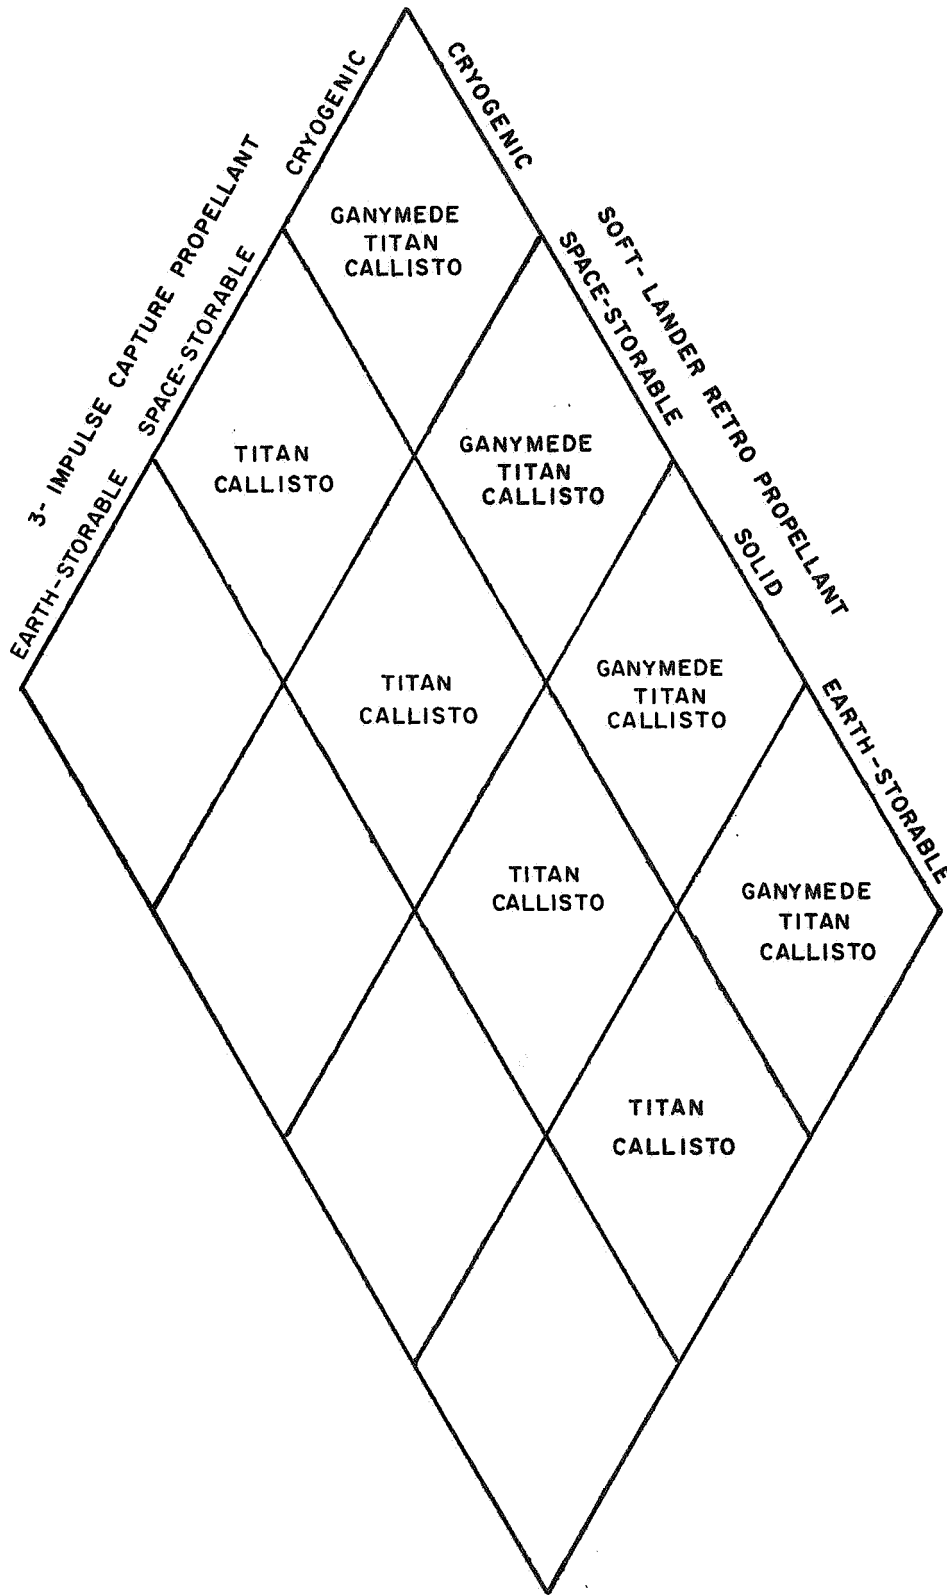 3- IMPULSE CAPTURE PROPELLANT
CRYOGENIC
SPACE-STORABLE
EARTH-STORABLE
SOFT-LANDER RETRO PROPELLANT
CRYOGENIC
SPACE-STORABLE
SOLID
EARTH-STORABLE
GANYMEDE
TITAN
CALLISTO
TITAN
CALLISTO
GANYMEDE
TITAN
CALLISTO
TITAN
CALLISTO
GANYMEDE
TITAN
CALLISTO
TITAN
CALLISTO
GANYMEDE
TITAN
CALLISTO
TITAN
CALLISTO